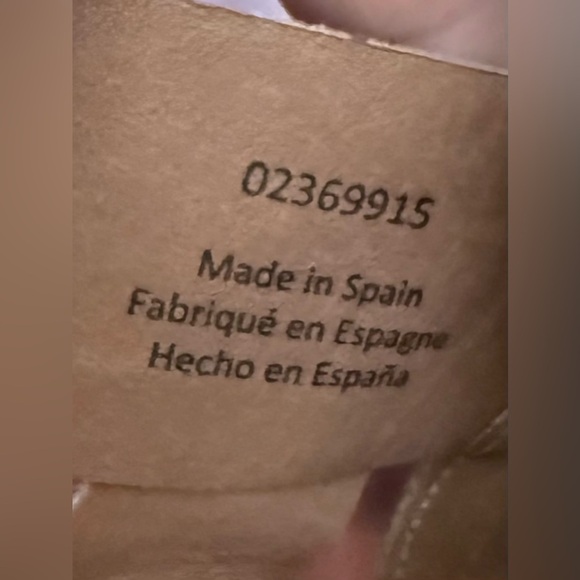 02369915
Made in Spain
Fabriqué en Espagne
Hecho en España